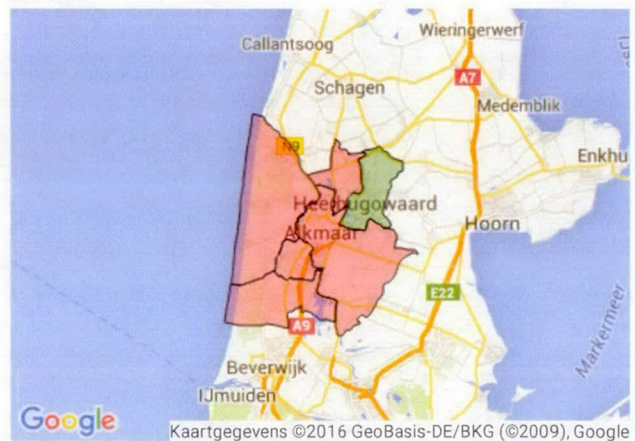 Callantsoog
Wieringerwerf
A7
Schagen
Medemblik
N9
Enkhu
Heerhugowaard
Alkmaar
Hoorn
E22
A9
Markermeer
Beverwijk
IJmuiden
Google
Kaartgegevens ©2016 GeoBasis-DE/BKG (©2009), Google